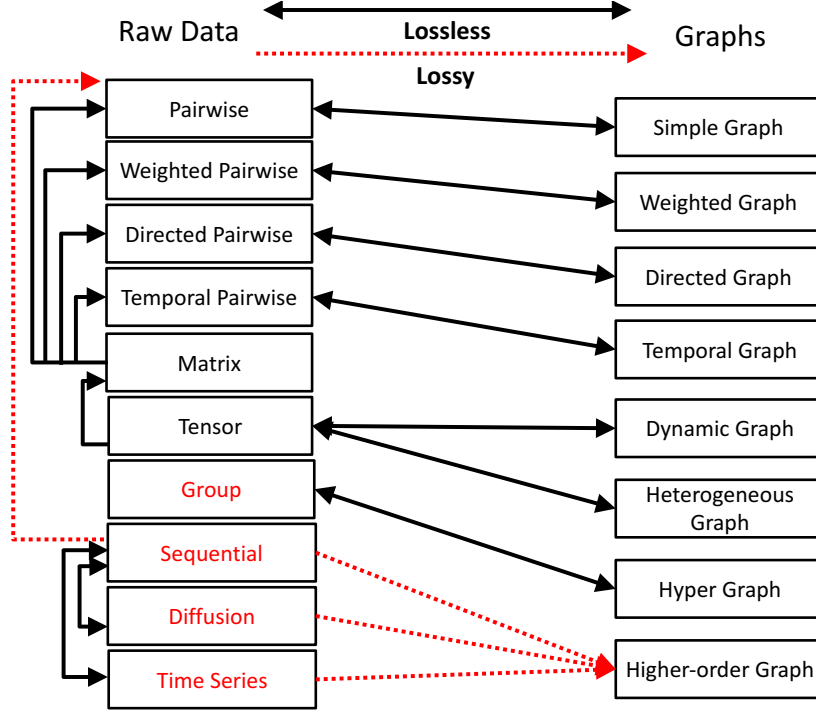 Raw Data
Lossless
Lossy
Graphs
Pairwise
Weighted Pairwise
Directed Pairwise
Temporal Pairwise
Matrix
Tensor
Group
Sequential
Diffusion
Time Series
Simple Graph
Weighted Graph
Directed Graph
Temporal Graph
Dynamic Graph
Heterogeneous
Graph
Hyper Graph
Higher-order Graph